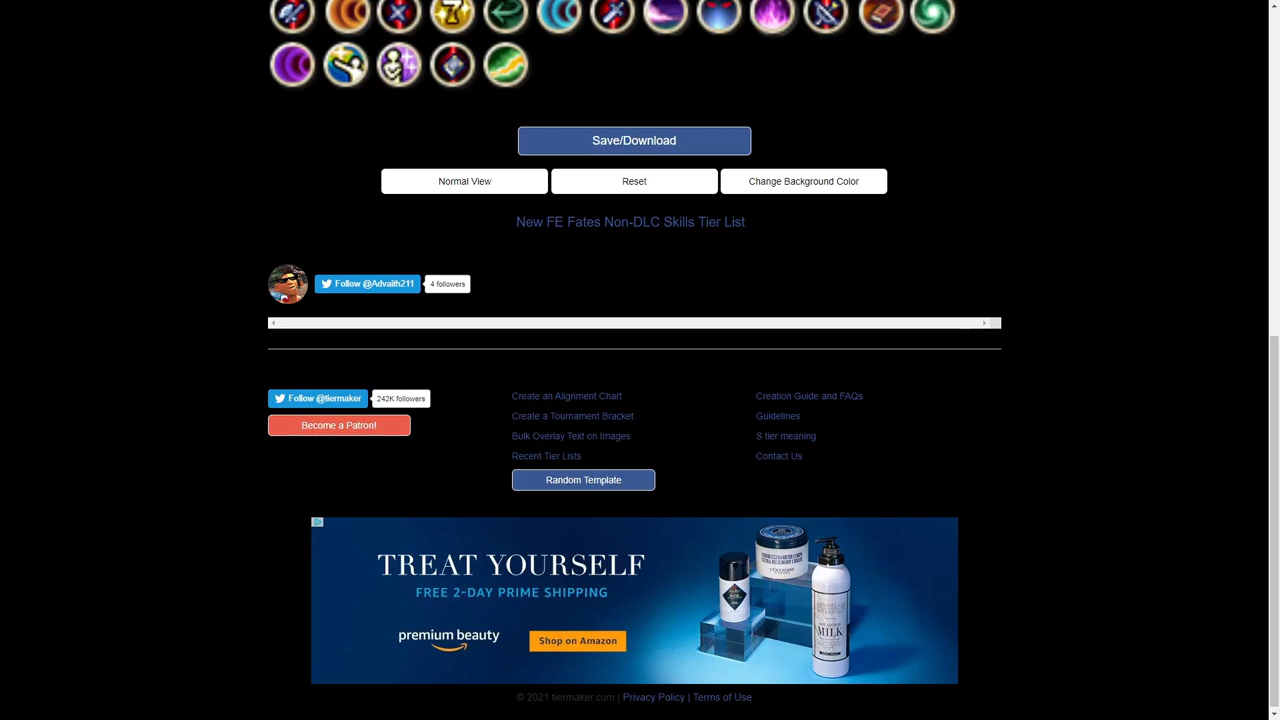 7
Save/Download
Normal View
Reset
Change Background Color
New FE Fates Non-DLC Skills Tier List
Follow @Advaith211
4 followers
Follow @tiermaker
242K followers
Become a Patron!
Create an Alignment Chart
Create a Tournament Bracket
Bulk Overlay Text on Images
Recent Tier Lists
Random Template
Creation Guide and FAQs
Guidelines
S tier meaning
Contact Us
TREAT YOURSELF
FREE 2-DAY PRIME SHIPPING
premium beauty
Shop on Amazon
L'OCCITANE
MILK
© 2021 tiermaker.com | Privacy Policy | Terms of Use